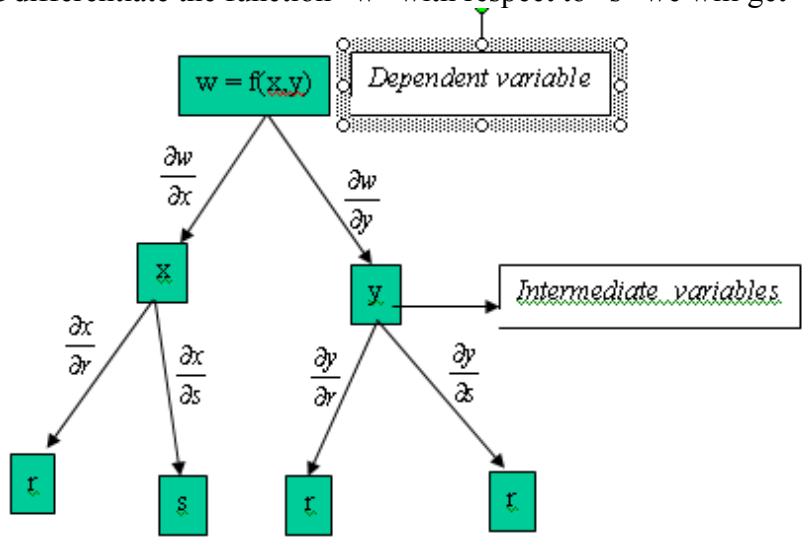 differentiate the function "w" with respect to "s" we will get
w = f(x,y)
Dependent variable
∂w/∂x
∂w/∂y
x
y
Intermediate variables
∂x/∂r
∂x/∂s
∂y/∂r
∂y/∂s
r
s
r
r